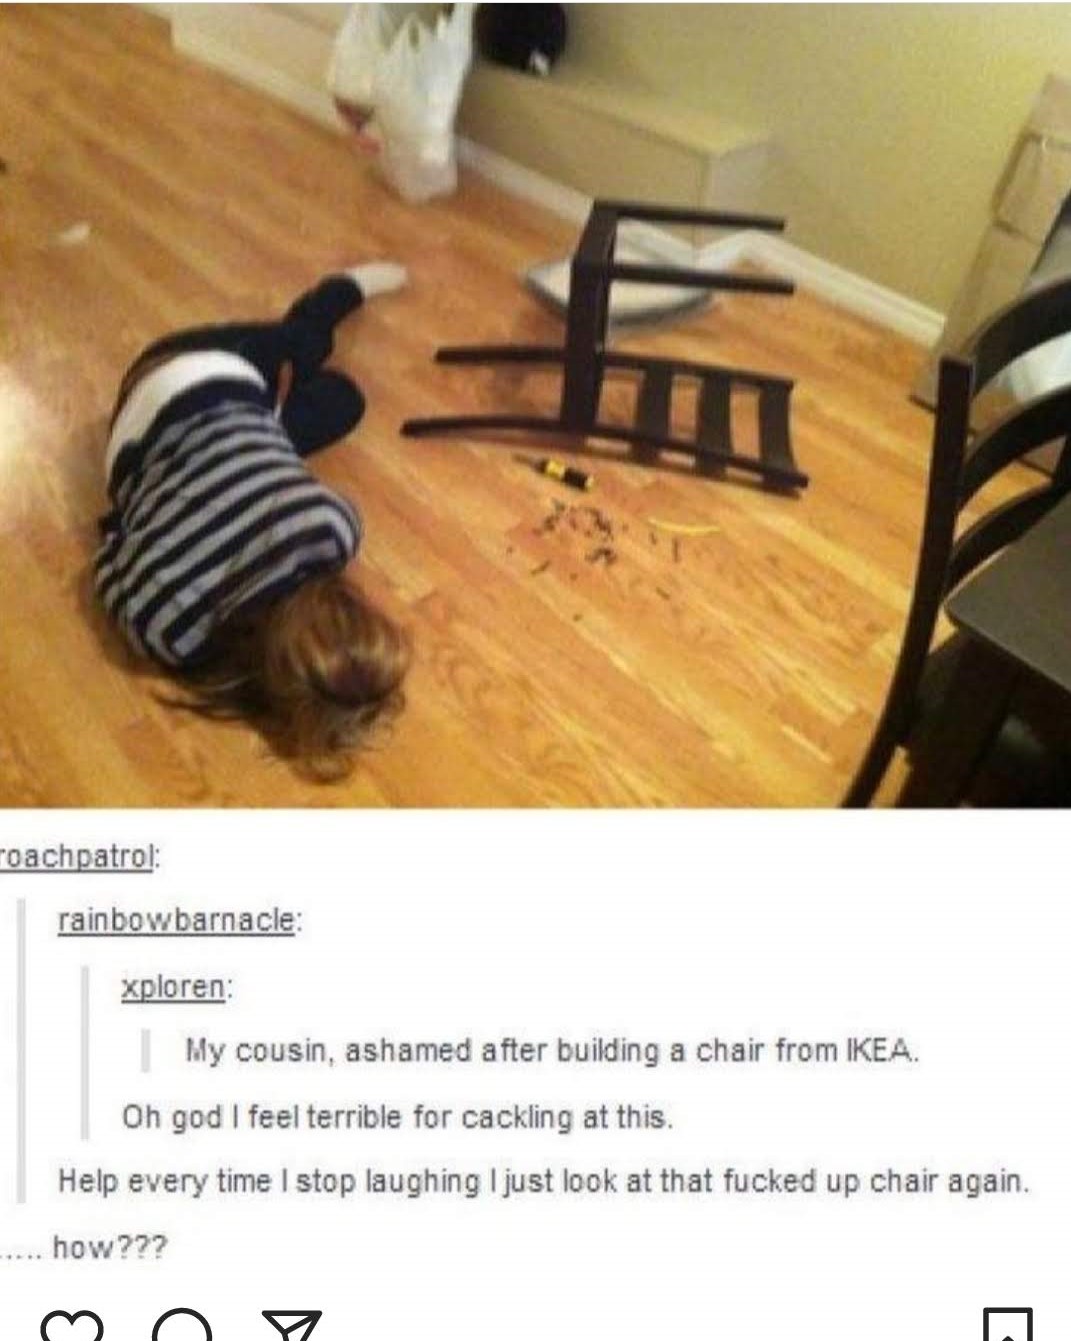 roachpatrol:
rainbowbarnacle:
xploren:
My cousin, ashamed after building a chair from IKEA.
Oh god I feel terrible for cackling at this.
Help every time I stop laughing I just look at that fucked up chair again.
..... how???